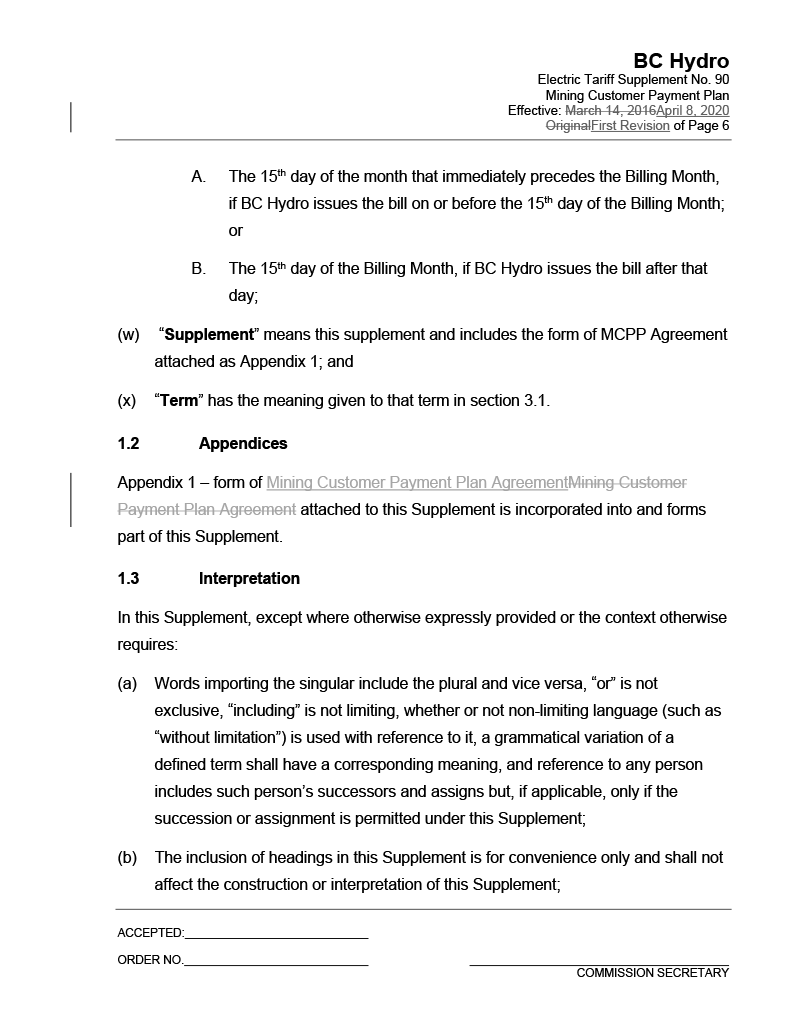 BC Hydro
Electric Tariff Supplement No. 90
Mining Customer Payment Plan
Effective: March 14, 2016April 8, 2020
OriginalFirst Revision of Page 6
A. The 15th day of the month that immediately precedes the Billing Month,
if BC Hydro issues the bill on or before the 15th day of the Billing Month;
or
B. The 15th day of the Billing Month, if BC Hydro issues the bill after that
day;
(w) “Supplement” means this supplement and includes the form of MCPP Agreement
attached as Appendix 1; and
(x) “Term” has the meaning given to that term in section 3.1.
1.2 Appendices
Appendix 1 – form of Mining Customer Payment Plan AgreementMining Customer
Payment Plan Agreement attached to this Supplement is incorporated into and forms
part of this Supplement.
1.3 Interpretation
In this Supplement, except where otherwise expressly provided or the context otherwise
requires:
(a) Words importing the singular include the plural and vice versa, “or” is not
exclusive, “including” is not limiting, whether or not non-limiting language (such as
“without limitation”) is used with reference to it, a grammatical variation of a
defined term shall have a corresponding meaning, and reference to any person
includes such person’s successors and assigns but, if applicable, only if the
succession or assignment is permitted under this Supplement;
(b) The inclusion of headings in this Supplement is for convenience only and shall not
affect the construction or interpretation of this Supplement;
ACCEPTED:
ORDER NO.
COMMISSION SECRETARY